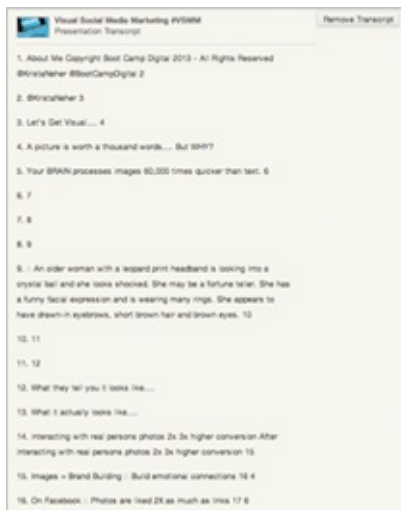 Visual Social Media Marketing #VSMM
Remove Transcript
Presentation Transcript
1. About Me Copyright Boot Camp Digital 2013 - All Rights Reserved
@KristaNeher @BootCampDigital 2
2. @KristaNeher 3
3. Let's Get Visual.... 4
4. A picture is worth a thousand words.... But WHY?
5. Your BRAIN processes images 60,000 times quicker than text. 6
6. 7
7. 8
8. 9
9. : An older woman with a leopard print headband is looking into a
crystal ball and she looks shocked. She may be a fortune teller. She has
a funny facial expression and is wearing many rings. She appears to
have drawn-in eyebrows, short brown hair and brown eyes. 10
10. 11
11. 12
12. What they tell you it looks like....
13. What it actually looks like....
14. interacting with real persons photos 2x 3x higher conversion After
interacting with real persons photos 2x 3x higher conversion 15
15. Images = Brand Building : Build emotional connections 16 4
16. On Facebook : Photos are liked 2X as much as links 17 6